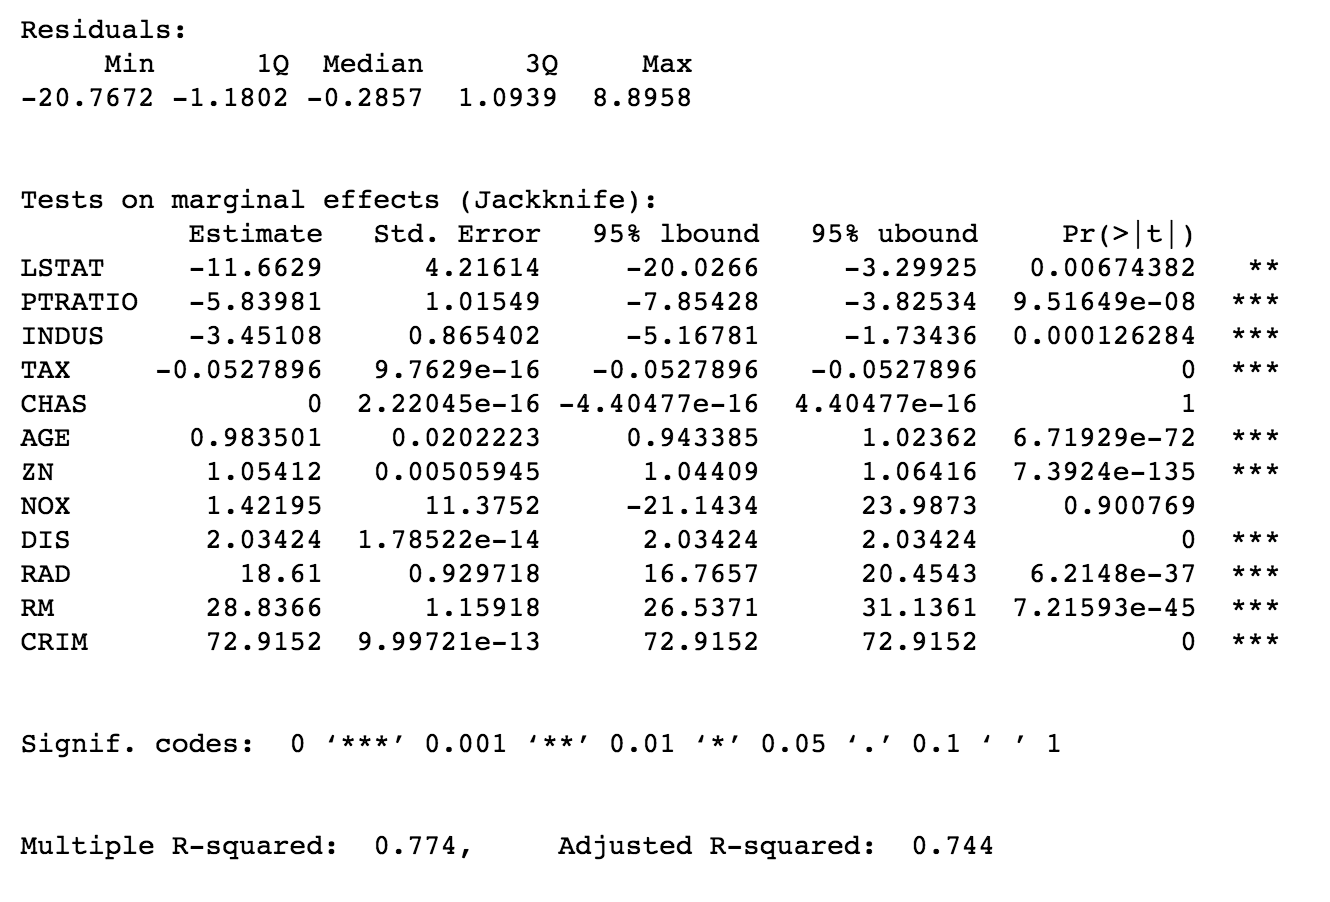 Residuals:
Min 1Q Median 3Q Max
-20.7672 -1.1802 -0.2857 1.0939 8.8958
Tests on marginal effects (Jackknife):
Estimate Std. Error 95% lbound 95% ubound Pr(>|t|)
LSTAT -11.6629 4.21614 -20.0266 -3.29925 0.00674382 **
PTRATIO -5.83981 1.01549 -7.85428 -3.82534 9.51649e-08 ***
INDUS -3.45108 0.865402 -5.16781 -1.73436 0.000126284 ***
TAX -0.0527896 9.7629e-16 -0.0527896 -0.0527896 0 ***
CHAS 0 2.22045e-16 -4.40477e-16 4.40477e-16 1
AGE 0.983501 0.0202223 0.943385 1.02362 6.71929e-72 ***
ZN 1.05412 0.00505945 1.04409 1.06416 7.3924e-135 ***
NOX 1.42195 11.3752 -21.1434 23.9873 0.900769
DIS 2.03424 1.78522e-14 2.03424 2.03424 0 ***
RAD 18.61 0.929718 16.7657 20.4543 6.2148e-37 ***
RM 28.8366 1.15918 26.5371 31.1361 7.21593e-45 ***
CRIM 72.9152 9.99721e-13 72.9152 72.9152 0 ***
Signif. codes: 0 ‘***’ 0.001 ‘**’ 0.01 ‘*’ 0.05 ‘.’ 0.1 ‘ ’ 1
Multiple R-squared: 0.774, Adjusted R-squared: 0.744